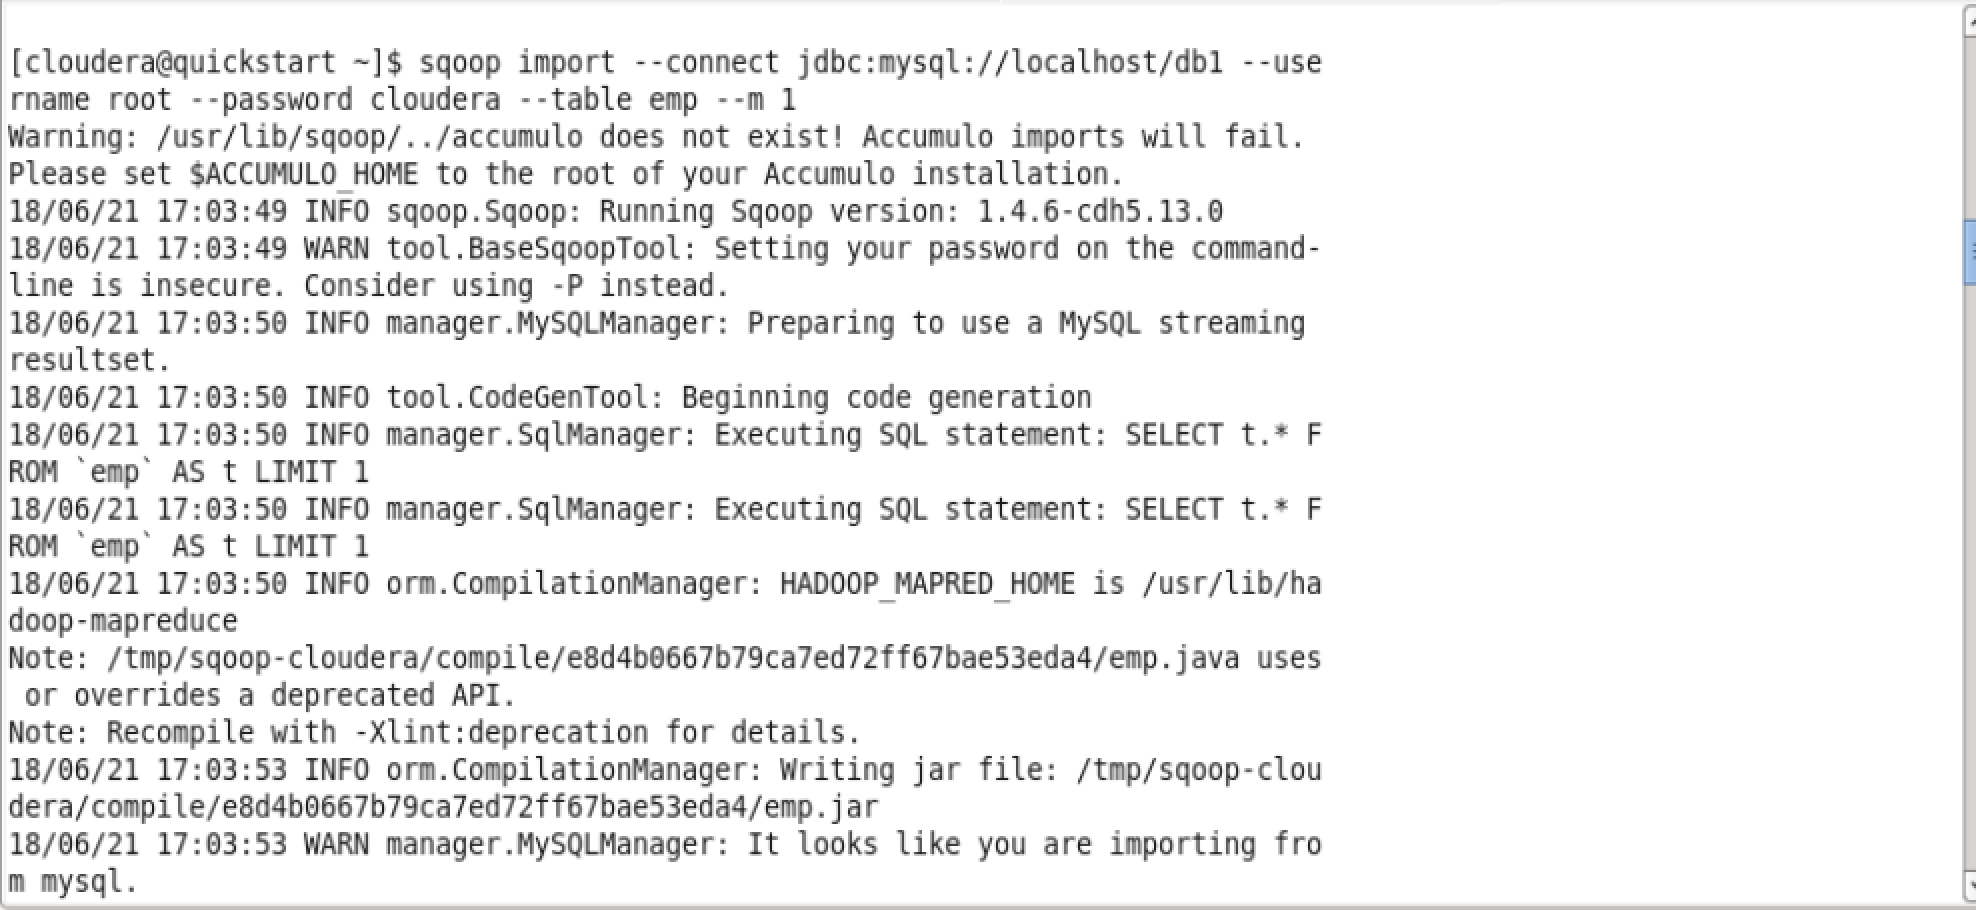 [cloudera@quickstart ~]$ sqoop import --connect jdbc:mysql://localhost/db1 --use
rname root --password cloudera --table emp --m 1
Warning: /usr/lib/sqoop/../accumulo does not exist! Accumulo imports will fail.
Please set $ACCUMULO_HOME to the root of your Accumulo installation.
18/06/21 17:03:49 INFO sqoop.Sqoop: Running Sqoop version: 1.4.6-cdh5.13.0
18/06/21 17:03:49 WARN tool.BaseSqoopTool: Setting your password on the command-
line is insecure. Consider using -P instead.
18/06/21 17:03:50 INFO manager.MySQLManager: Preparing to use a MySQL streaming
resultset.
18/06/21 17:03:50 INFO tool.CodeGenTool: Beginning code generation
18/06/21 17:03:50 INFO manager.SqlManager: Executing SQL statement: SELECT t.* F
ROM `emp` AS t LIMIT 1
18/06/21 17:03:50 INFO manager.SqlManager: Executing SQL statement: SELECT t.* F
ROM `emp` AS t LIMIT 1
18/06/21 17:03:50 INFO orm.CompilationManager: HADOOP_MAPRED_HOME is /usr/lib/ha
doop-mapreduce
Note: /tmp/sqoop-cloudera/compile/e8d4b0667b79ca7ed72ff67bae53eda4/emp.java uses
 or overrides a deprecated API.
Note: Recompile with -Xlint:deprecation for details.
18/06/21 17:03:53 INFO orm.CompilationManager: Writing jar file: /tmp/sqoop-clou
dera/compile/e8d4b0667b79ca7ed72ff67bae53eda4/emp.jar
18/06/21 17:03:53 WARN manager.MySQLManager: It looks like you are importing fro
m mysql.